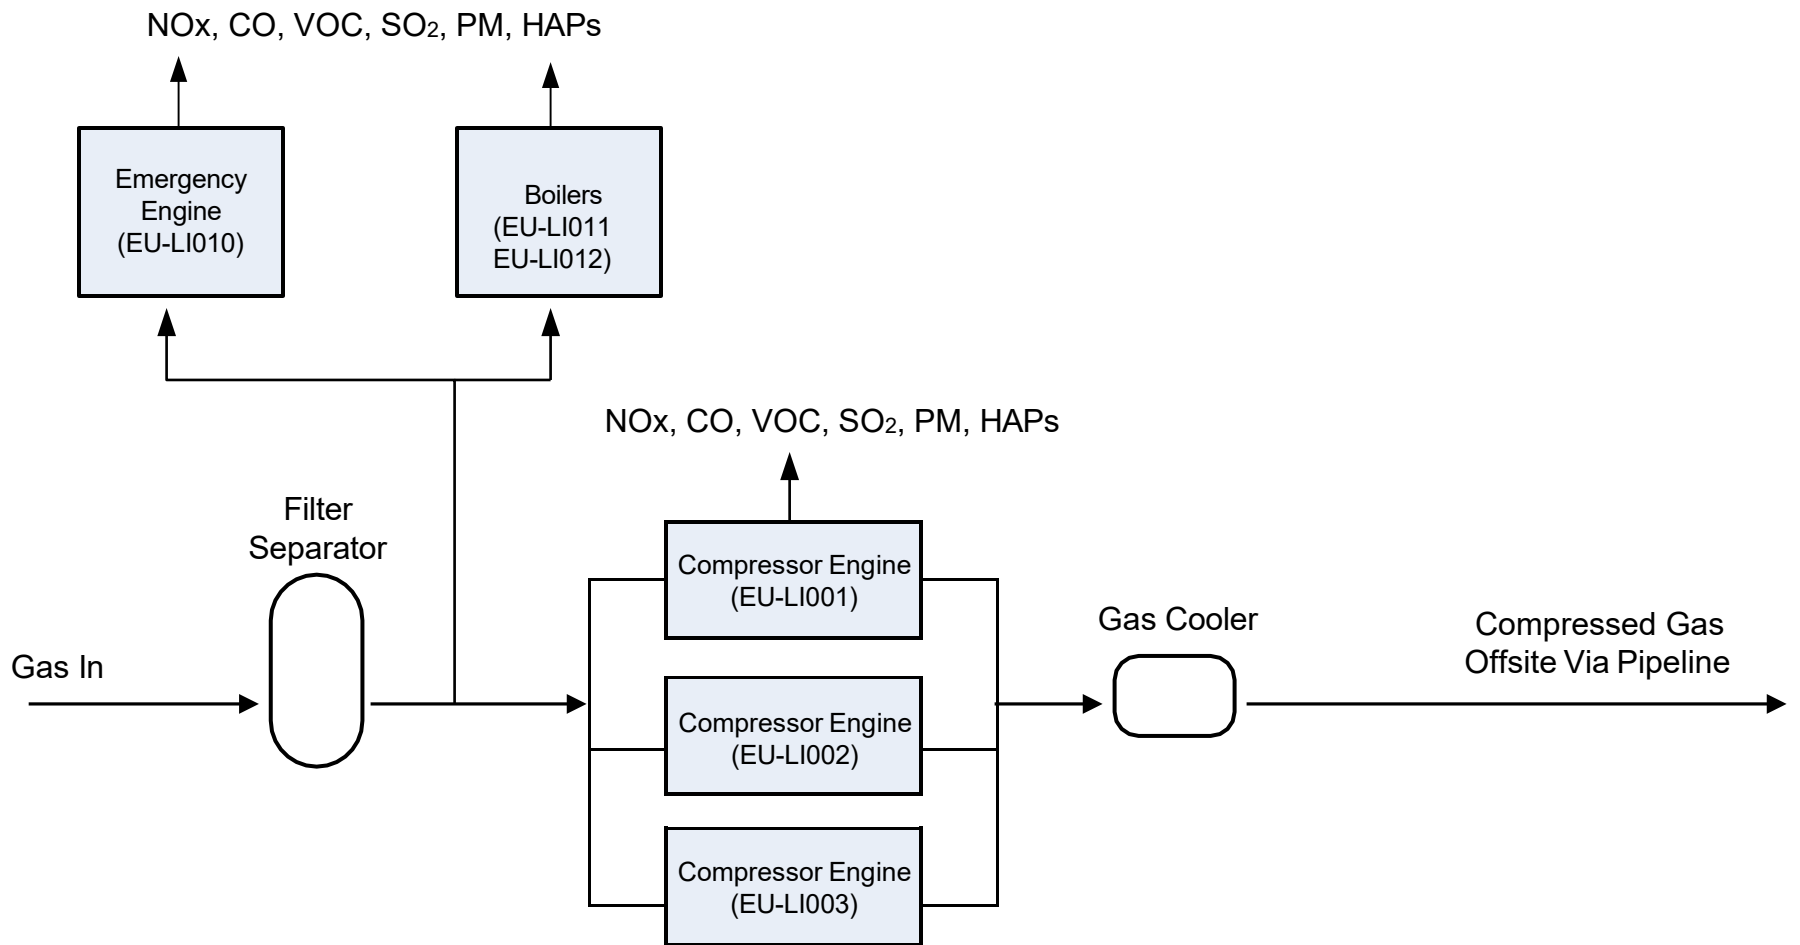 NOx, CO, VOC, SO2, PM, HAPs
Emergency
Engine
(EU-LI010)
Boilers
(EU-LI011
EU-LI012)
NOx, CO, VOC, SO2, PM, HAPs
Filter
Separator
Gas In
Compressor Engine
(EU-LI001)
Compressor Engine
(EU-LI002)
Compressor Engine
(EU-LI003)
Gas Cooler
Compressed Gas
Offsite Via Pipeline